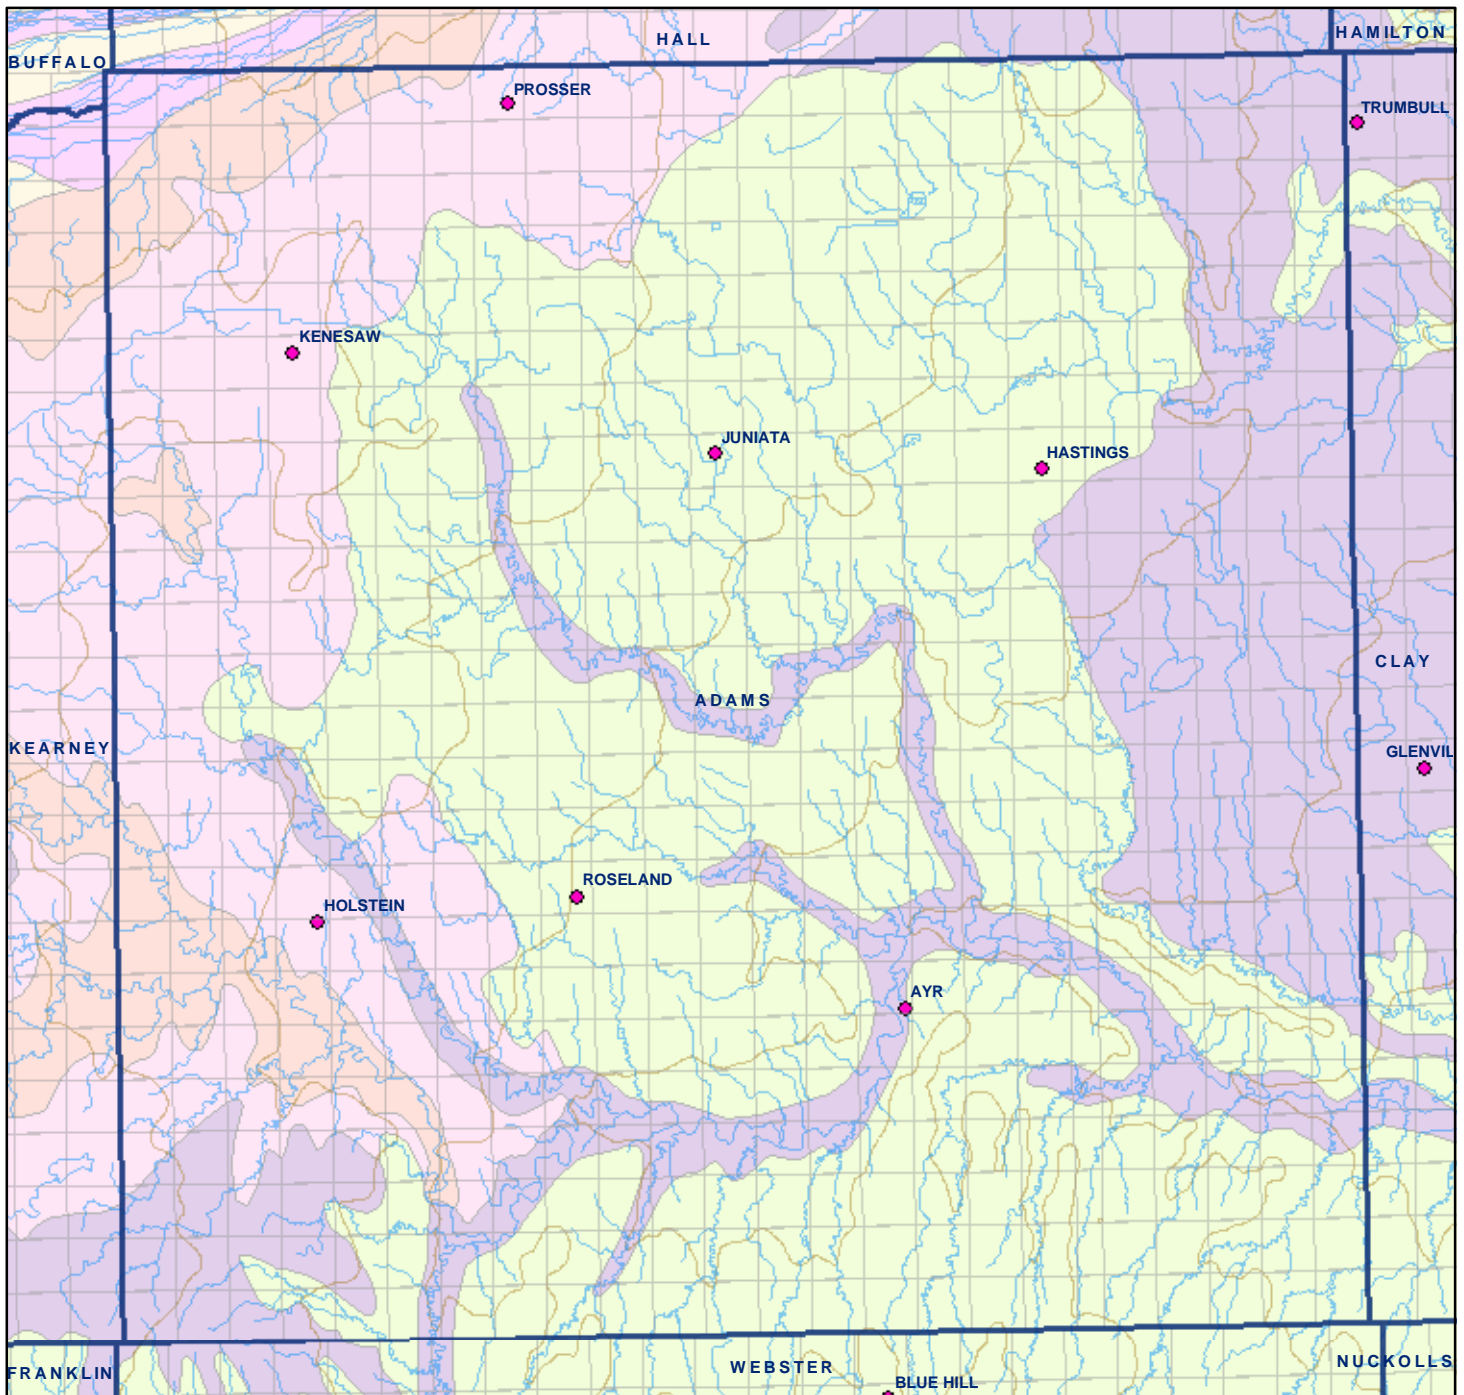 HALL
HAMILTON
BUFFALO
PROSSER
TRUMBULL
KENESAW
JUNIATA
HASTINGS
CLAY
ADAMS
KEARNEY
GLENVIL
ROSELAND
HOLSTEIN
AYR
WEBSTER
NUCKOLLS
FRANKLIN
BLUE HILL